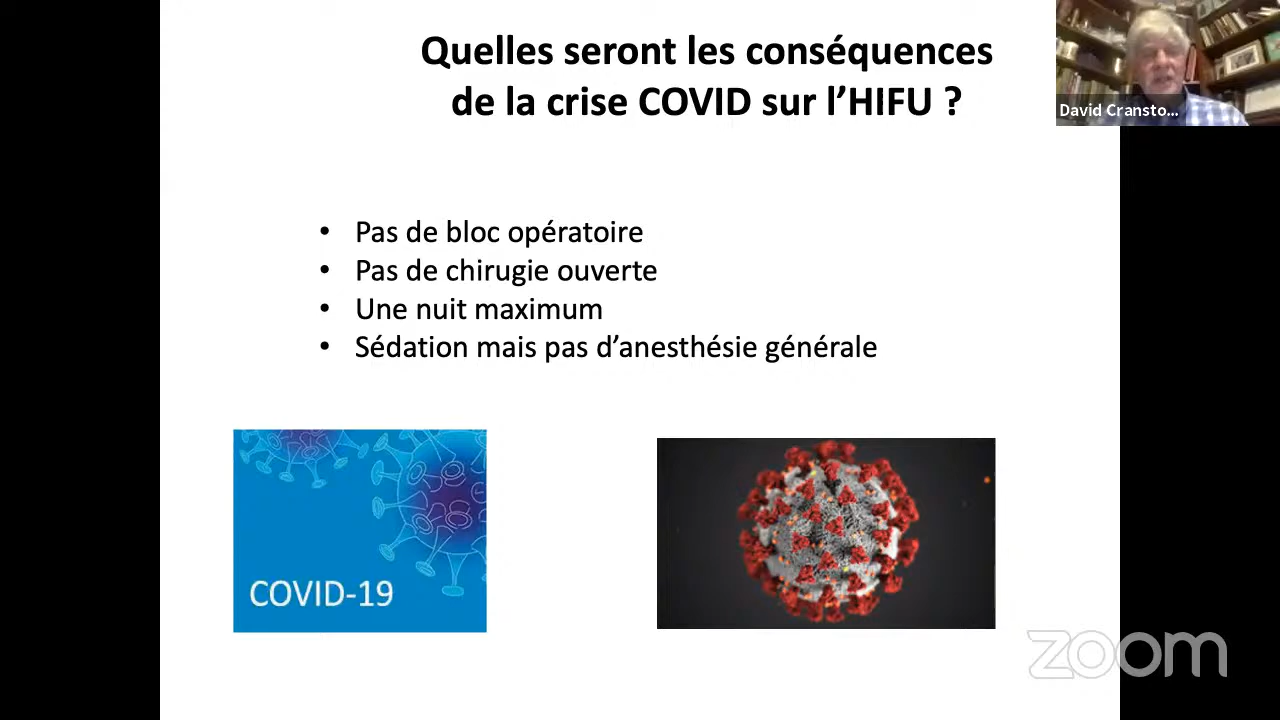 Quelles seront les conséquences
de la crise COVID sur l’HIFU ?
David Cransto...
• Pas de bloc opératoire
• Pas de chirugie ouverte
• Une nuit maximum
• Sédation mais pas d’anesthésie générale
COVID-19
zoom